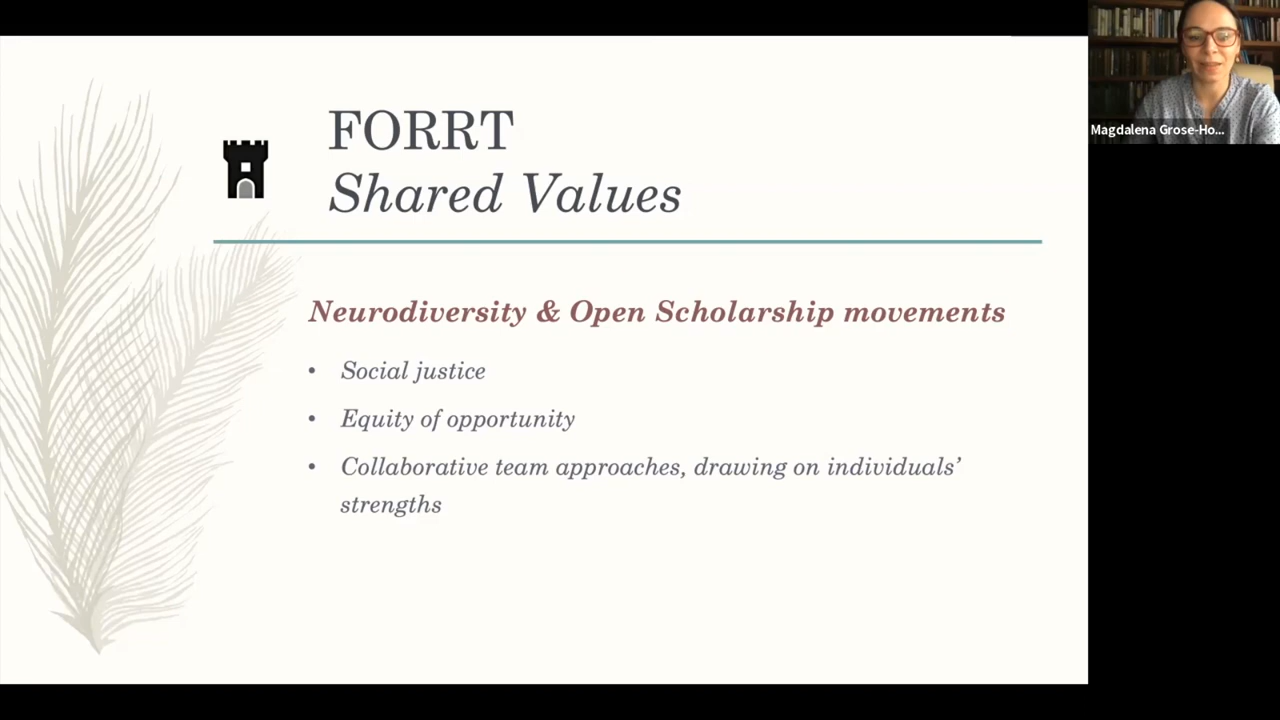 FORRT
Shared Values
Neurodiversity & Open Scholarship movements
• Social justice
• Equity of opportunity
• Collaborative team approaches, drawing on individuals’
strengths
Magdalena Grose-Ho...